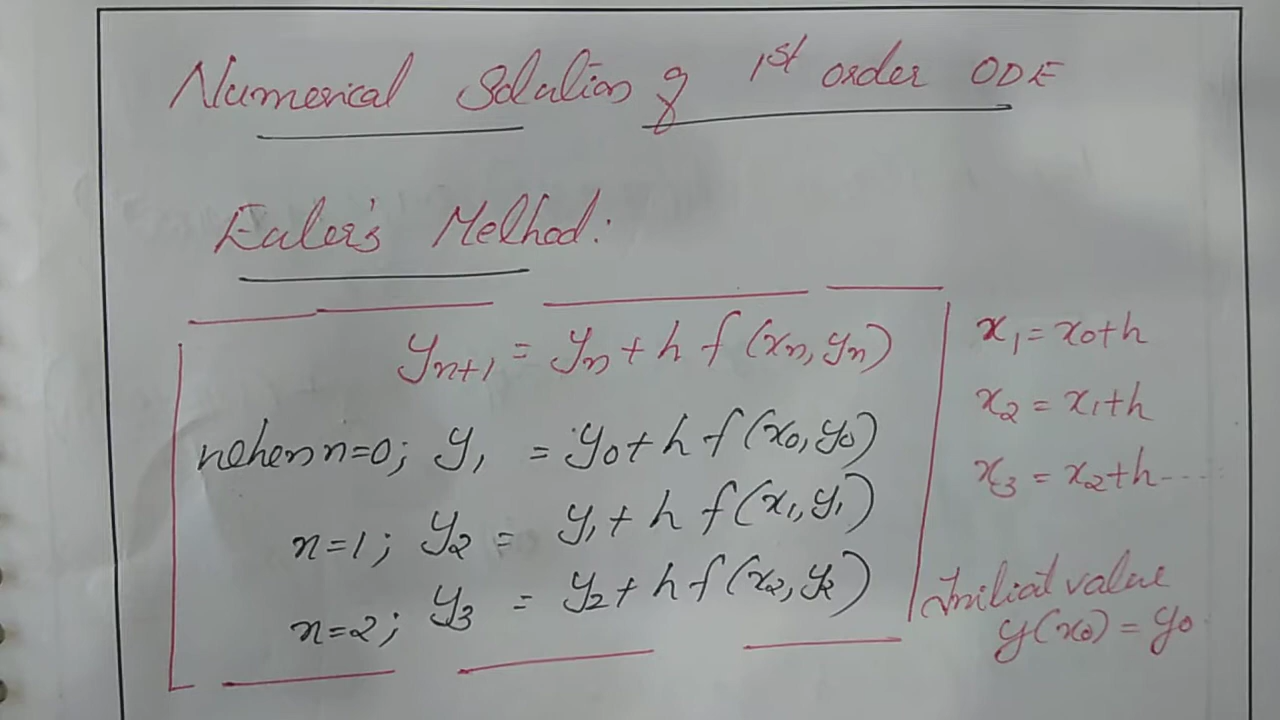 Numerical Solution of 1st order ODE
Euler's Method:
yₙ₊₁ = yₙ + h f(xₙ, yₙ)
when n=0; y₁ = y₀ + h f(x₀, y₀)
n=1; y₂ = y₁ + h f(x₁, y₁)
n=2; y₃ = y₂ + h f(x₂, y₂)
x₁ = x₀+h
x₂ = x₁+h
x₃ = x₂+h-----
Initial value
y(x₀) = y₀